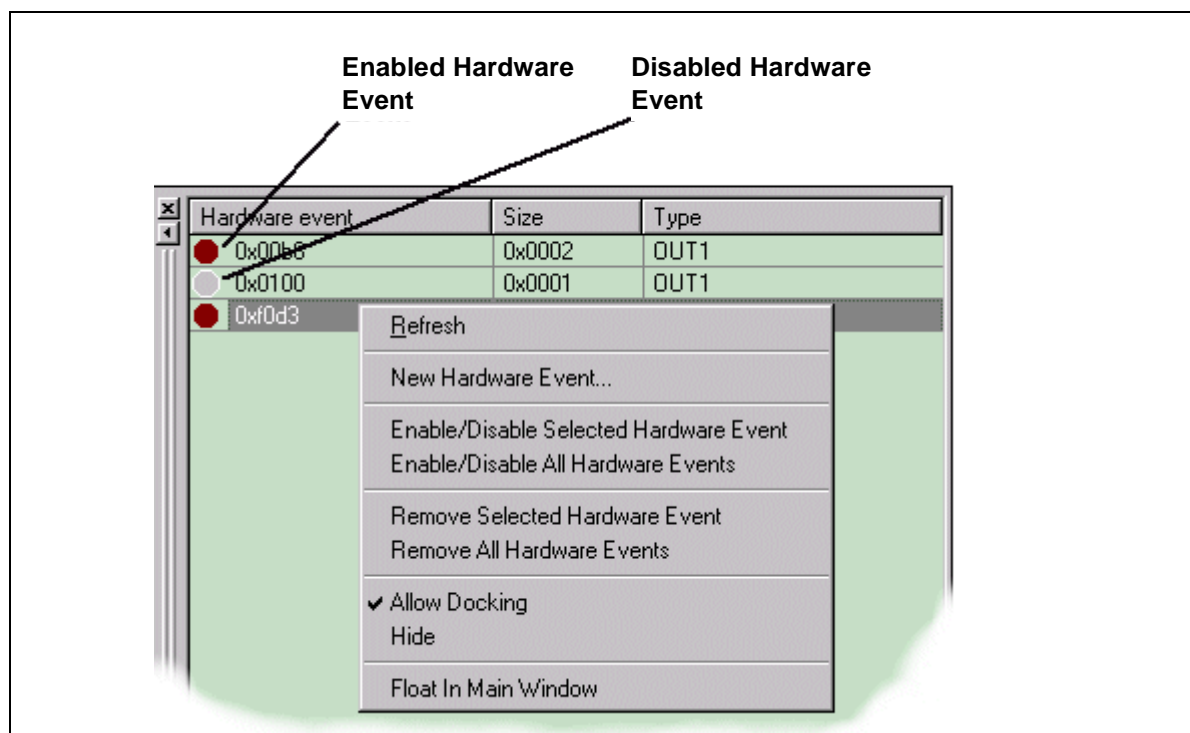 Enabled Hardware
Event
Disabled Hardware
Event
Hardware event Size Type
0x00b6 0x0002 OUT1
0x0100 0x0001 OUT1
0xf0d3
Refresh
New Hardware Event...
Enable/Disable Selected Hardware Event
Enable/Disable All Hardware Events
Remove Selected Hardware Event
Remove All Hardware Events
Allow Docking
Hide
Float In Main Window